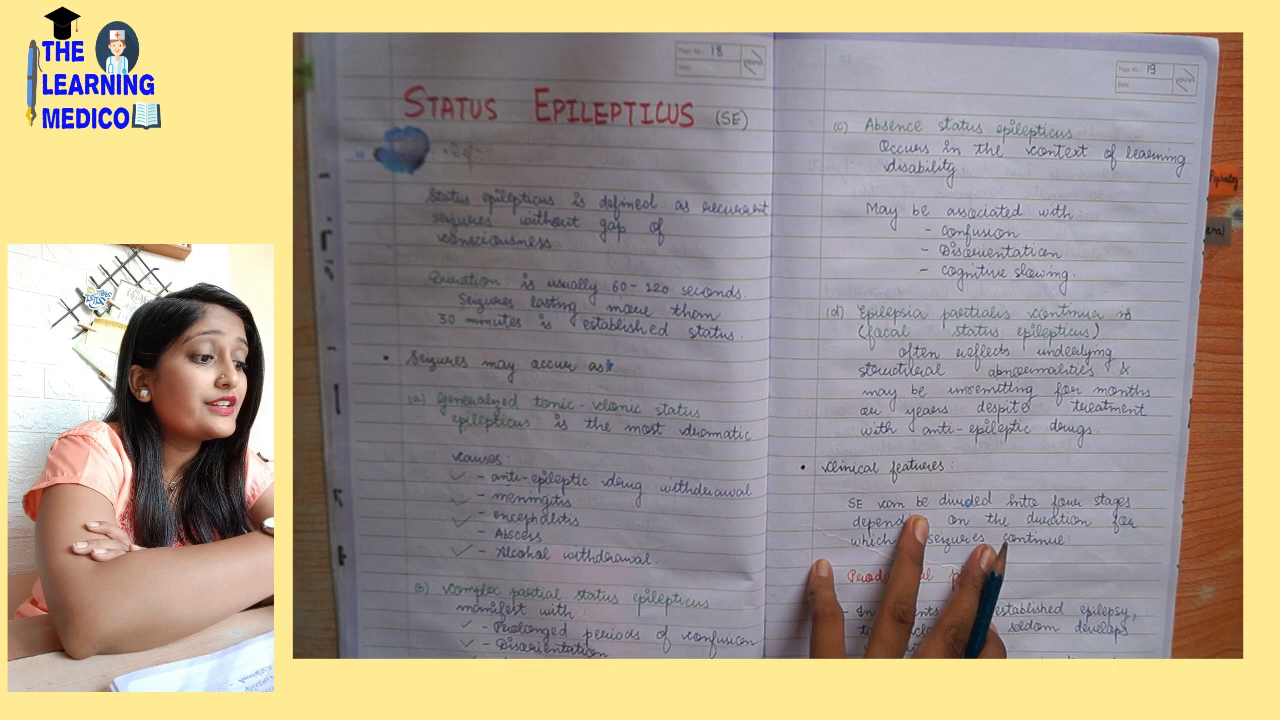 THE
LEARNING
MEDICO
Page No.: 18
Date:
STATUS EPILEPTICUS (SE)
Status epilepticus is defined as recurrent
seizures without gap of
consciousness.
Duration is usually 60-120 seconds.
Seizures lasting more than
30 minutes is established status.
• Seizures may occur as
(a) Generalized tonic-clonic status
epilepticus is the most dramatic
causes:
- anti-epileptic drug withdrawal
- meningitis
- encephalitis
- Abscess
- Alcohol withdrawal.
(b) Complex partial status epilepticus
manifest with:
- Prolonged periods of confusion
- Disorientation
Page No.: 19
Date:
(c) Absence status epilepticus
Occurs in the context of learning
disability
May be associated with
- confusion
- Disorientation
- cognitive slowing.
(d) Epilepsia partialis continua is
(focal status epilepticus)
often reflects underlying
structural abnormalities &
may be unremitting for months
or years despite treatment
with anti-epileptic drugs.
• Clinical features:
SE can be divided into four stages
depend on the duration for
which seizures continue:
In established epilepsy,
seldom develops